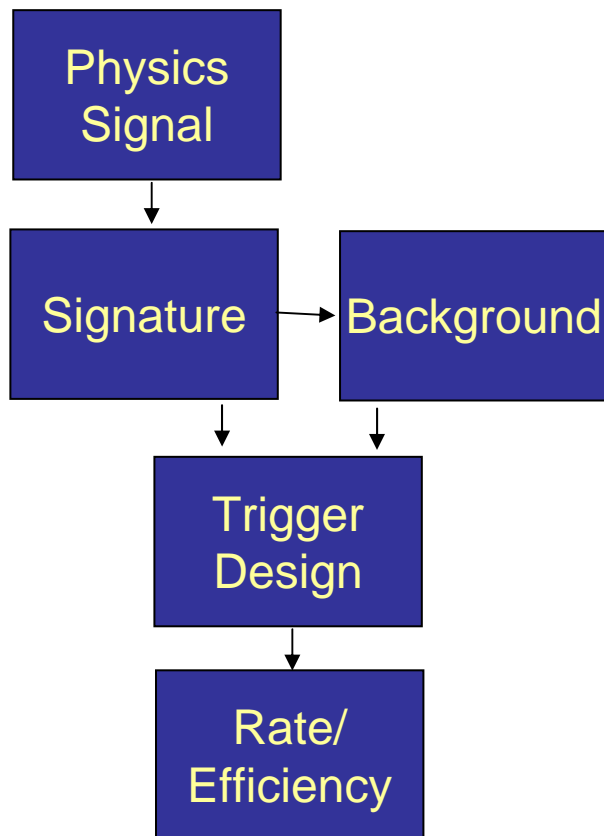 Physics
Signal
Signature
Background
Trigger
Design
Rate/
Efficiency